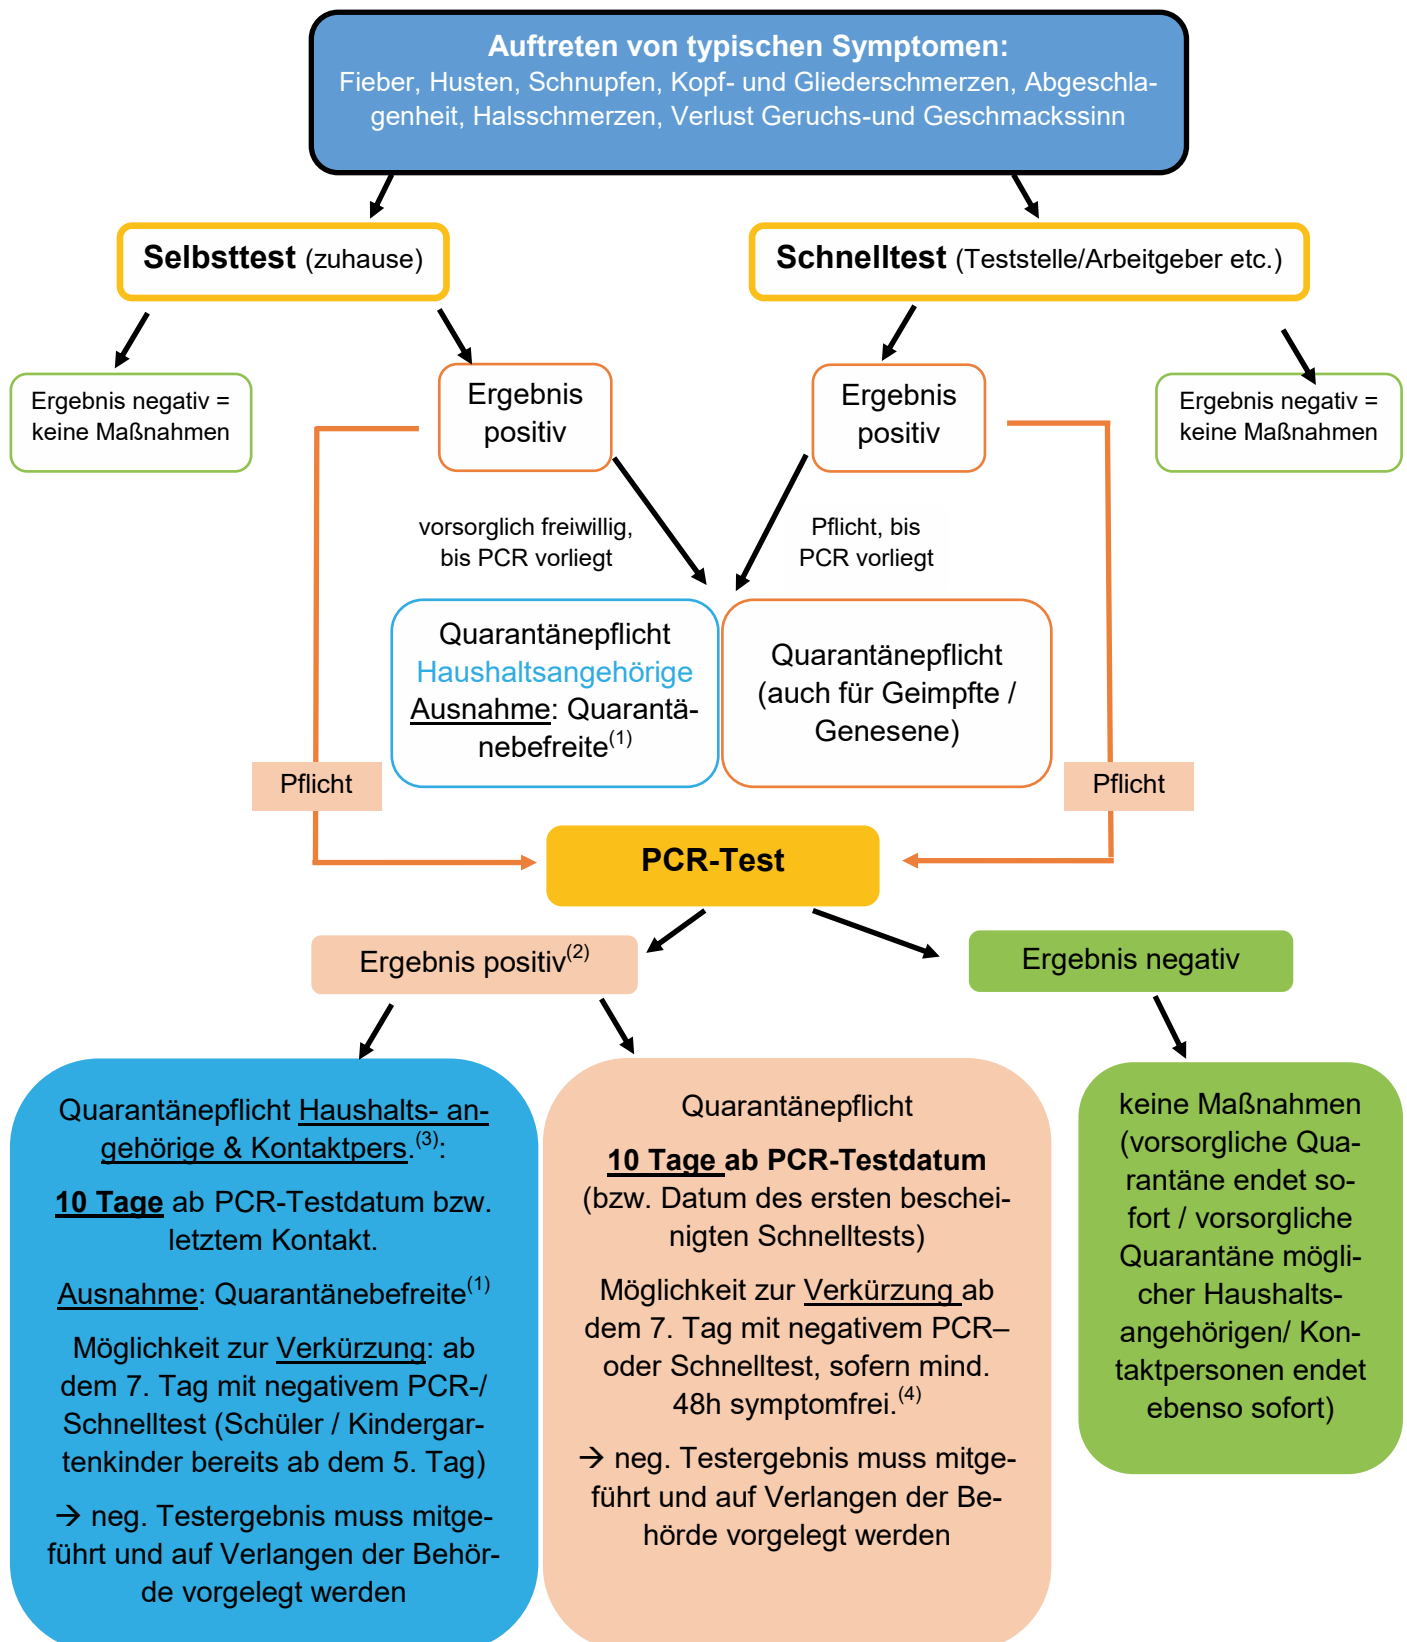 Auftreten von typischen Symptomen:
Fieber, Husten, Schnupfen, Kopf- und Gliederschmerzen, Abgeschla-
genheit, Halsschmerzen, Verlust Geruchs-und Geschmackssinn
Selbsttest (zuhause)
Schnelltest (Teststelle/Arbeitgeber etc.)
Ergebnis negativ =
keine Maßnahmen
Ergebnis
positiv
Ergebnis
positiv
Ergebnis negativ =
keine Maßnahmen
vorsorglich freiwillig,
bis PCR vorliegt
Pflicht, bis
PCR vorliegt
Quarantänepflicht
Haushaltsangehörige
Ausnahme: Quarantä-
nebefreite(1)
Quarantänepflicht
(auch für Geimpfte /
Genesene)
Pflicht
Pflicht
PCR-Test
Ergebnis positiv(2)
Ergebnis negativ
Quarantänepflicht Haushalts- an-
gehörige & Kontaktpers.(3):
10 Tage ab PCR-Testdatum bzw.
letztem Kontakt.
Ausnahme: Quarantänebefreite(1)
Möglichkeit zur Verkürzung: ab
dem 7. Tag mit negativem PCR-/
Schnelltest (Schüler / Kindergar-
tenkinder bereits ab dem 5. Tag)
→ neg. Testergebnis muss mitge-
führt und auf Verlangen der Behör-
de vorgelegt werden
Quarantänepflicht
10 Tage ab PCR-Testdatum
(bzw. Datum des ersten beschei-
nigten Schnelltests)
Möglichkeit zur Verkürzung ab
dem 7. Tag mit negativem PCR–
oder Schnelltest, sofern mind.
48h symptomfrei.(4)
→ neg. Testergebnis muss mitge-
führt und auf Verlangen der Be-
hörde vorgelegt werden
keine Maßnahmen
(vorsorgliche Qua-
rantäne endet so-
fort / vorsorgliche
Quarantäne mögli-
cher Haushalts-
angehörigen/ Kon-
taktpersonen endet
ebenso sofort)